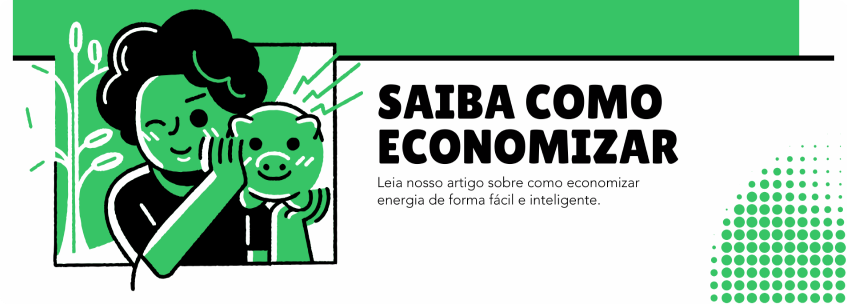 SAIBA COMO
ECONOMIZAR
Leia nosso artigo sobre como economizar
energia de forma fácil e inteligente.